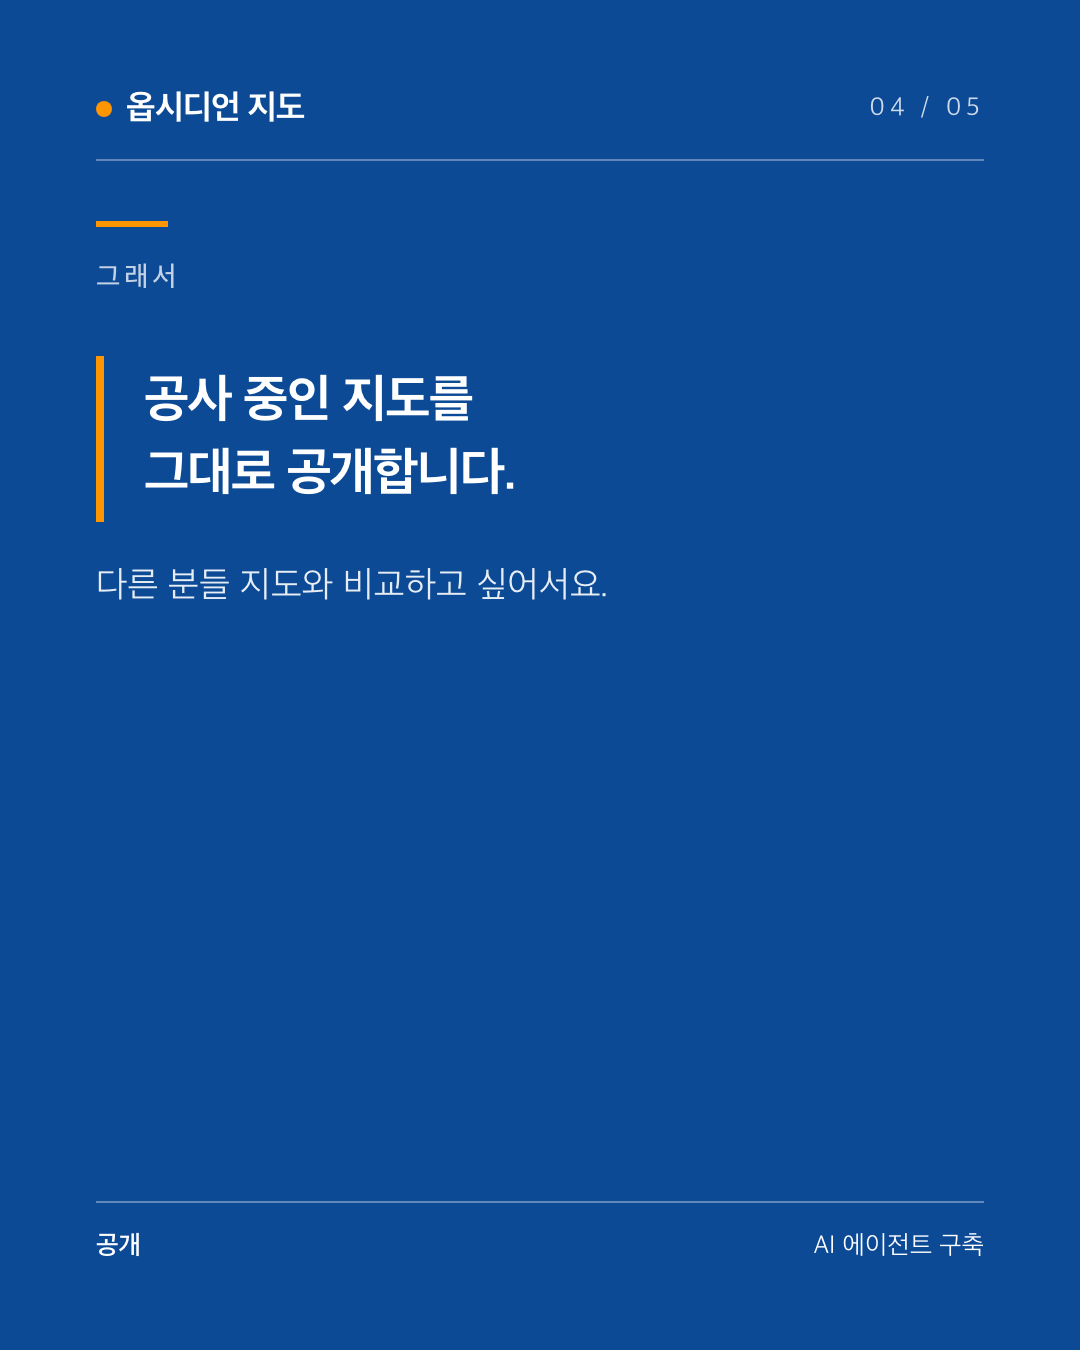 옵시디언 지도
04 / 05
그래서
공사 중인 지도를
그대로 공개합니다.
다른 분들 지도와 비교하고 싶어서요.
공개
AI 에이전트 구축